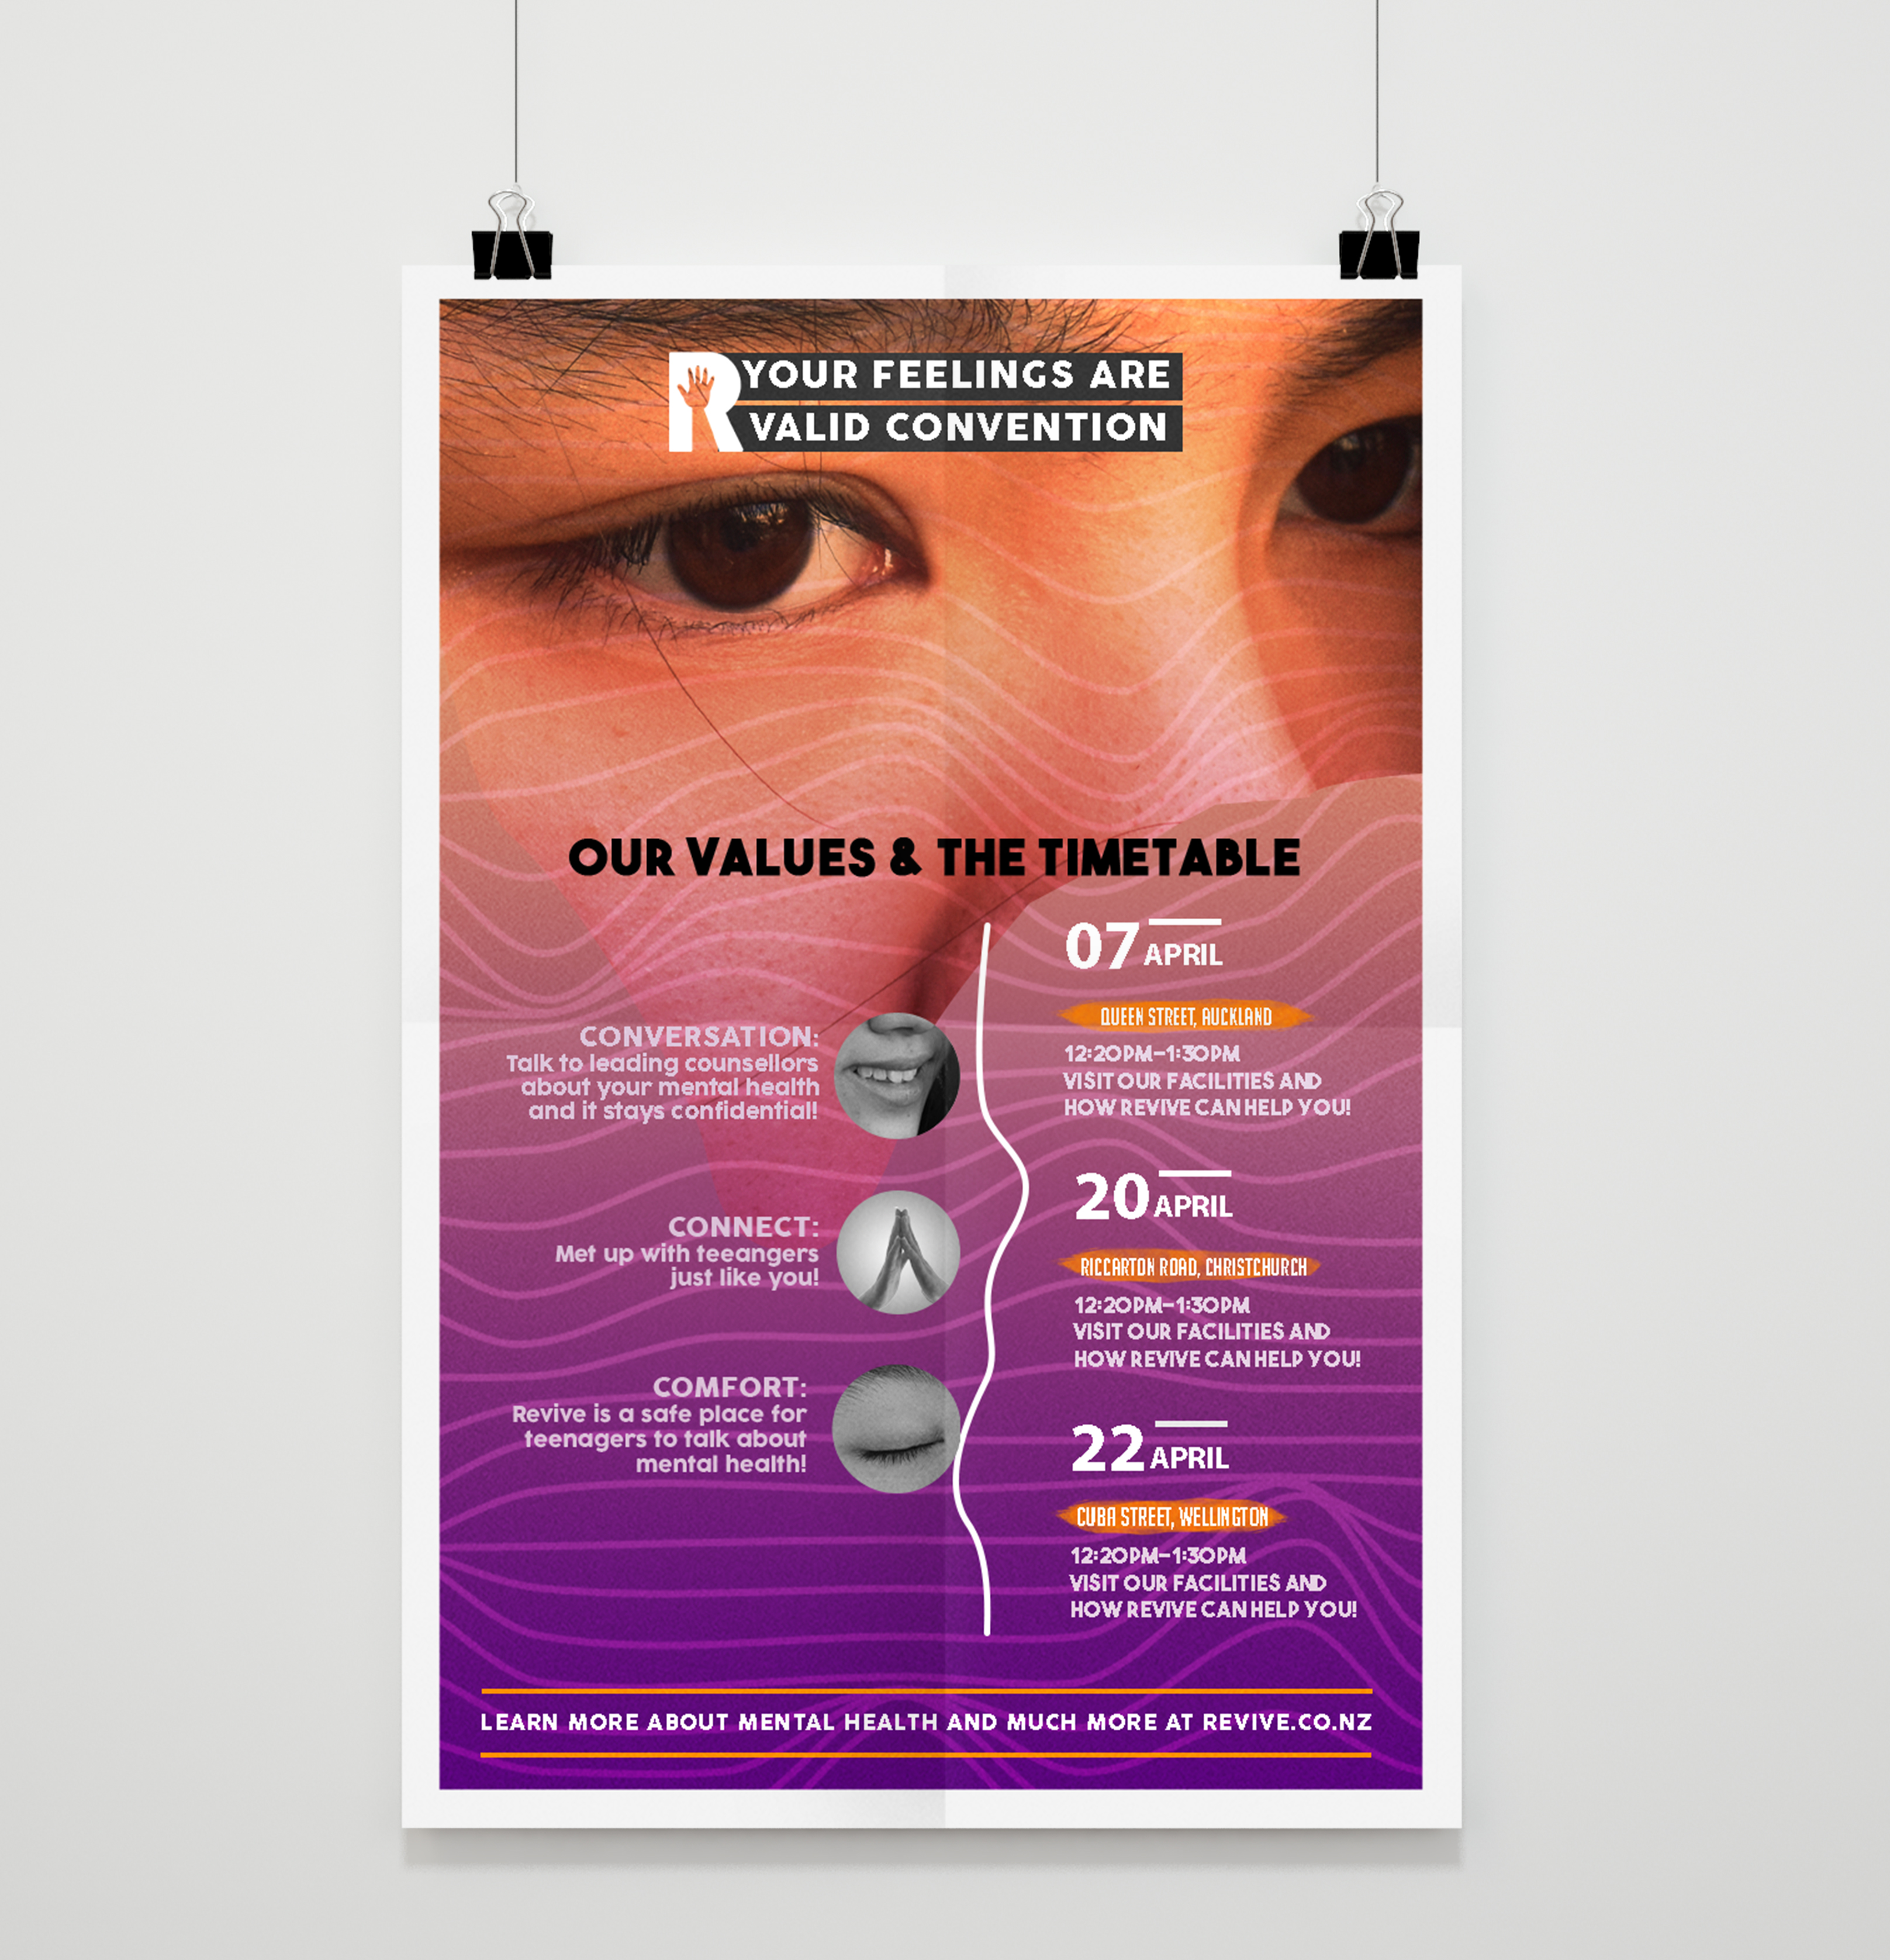 R YOUR FEELINGS ARE
VALID CONVENTION
OUR VALUES & THE TIMETABLE
CONVERSATION:
Talk to leading counsellors
about your mental health
and it stays confidential!
CONNECT:
Met up with teeangers
just like you!
COMFORT:
Revive is a safe place for
teenagers to talk about
mental health!
07 APRIL
QUEEN STREET, AUCKLAND
12:20PM-1:30PM
VISIT OUR FACILITIES AND
HOW REVIVE CAN HELP YOU!
20 APRIL
RICCARTON ROAD, CHRISTCHURCH
12:20PM-1:30PM
VISIT OUR FACILITIES AND
HOW REVIVE CAN HELP YOU!
22 APRIL
CUBA STREET, WELLINGTON
12:20PM-1:30PM
VISIT OUR FACILITIES AND
HOW REVIVE CAN HELP YOU!
LEARN MORE ABOUT MENTAL HEALTH AND MUCH MORE AT REVIVE.CO.NZ